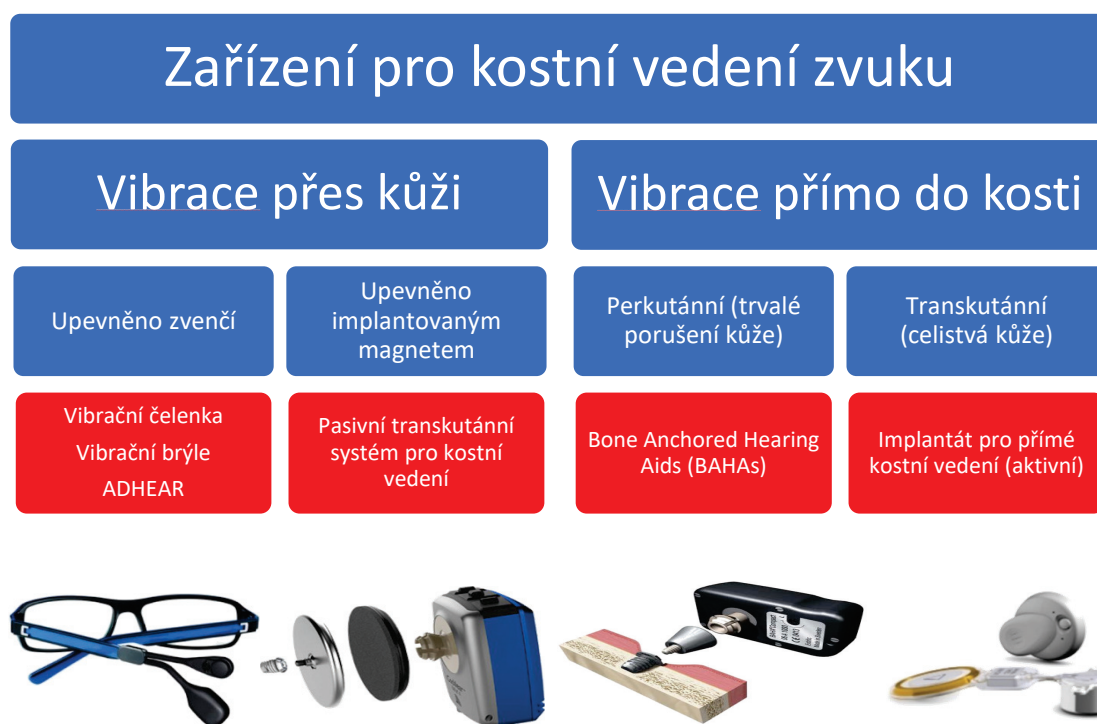 Zařízení pro kostní vedení zvuku
Vibrace přes kůži
Vibrace přímo do kosti
Upevněno zvenčí
Upevněno
implantovaným
magnetem
Perkutánní (trvalé
porušení kůže)
Transkutánní
(celistvá kůže)
Vibrační čelenka
Vibrační brýle
ADHEAR
Pasivní transkutánní
systém pro kostní
vedení
Bone Anchored Hearing
Aids (BAHAs)
Implantát pro přímé
kostní vedení (aktivní)